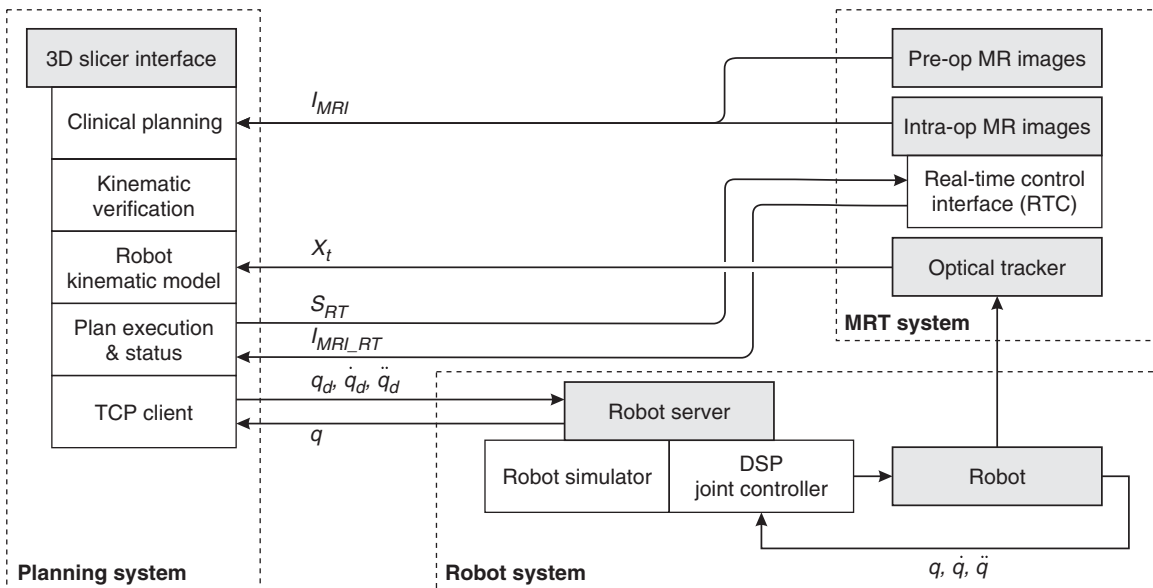 3D slicer interface
Clinical planning
Kinematic
verification
Robot
kinematic model
Plan execution
& status
TCP client
Planning system
I_MRI
X_t
S_RT
I_MRI_RT
q_d, q̇_d, q̈_d
q
Pre-op MR images
Intra-op MR images
Real-time control
interface (RTC)
Optical tracker
MRT system
Robot server
Robot simulator
DSP
joint controller
Robot
q, q̇, q̈
Robot system